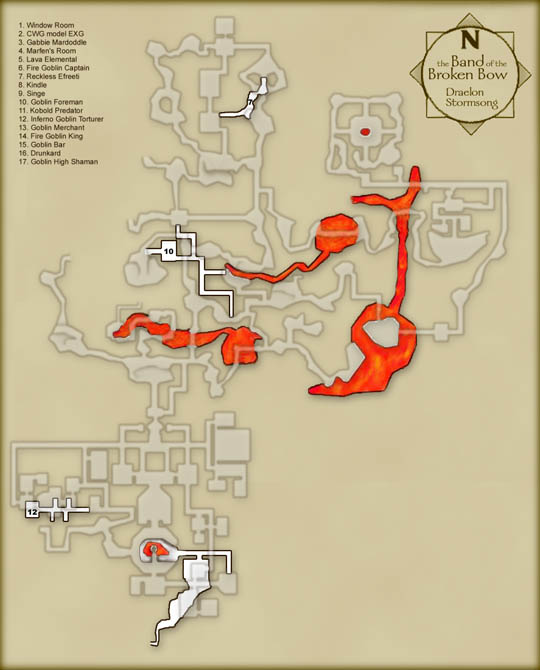 1. Window Room
2. CWG model EXG
3. Gabbie Mardoddle
4. Marfen's Room
5. Lava Elemental
6. Fire Goblin Captain
7. Reckless Efreeti
8. Kindle
9. Singe
10. Goblin Foreman
11. Kobold Predator
12. Inferno Goblin Torturer
13. Goblin Merchant
14. Fire Goblin King
15. Goblin Bar
16. Drunkard
17. Goblin High Shaman
N
the Band of the
Broken Bow
Draelon
Stormsong
10
12